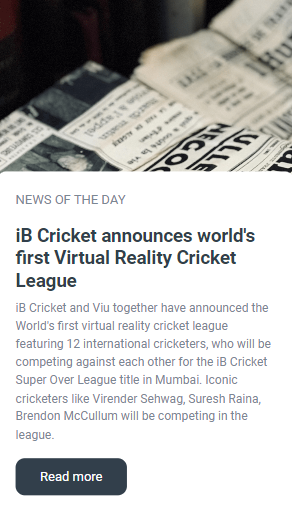 NEWS OF THE DAY
iB Cricket announces world's
first Virtual Reality Cricket
League
iB Cricket and Viu together have announced the
World's first virtual reality cricket league
featuring 12 international cricketers, who will be
competing against each other for the iB Cricket
Super Over League title in Mumbai. Iconic
cricketers like Virender Sehwag, Suresh Raina,
Brendon McCullum will be competing in the
league.
Read more